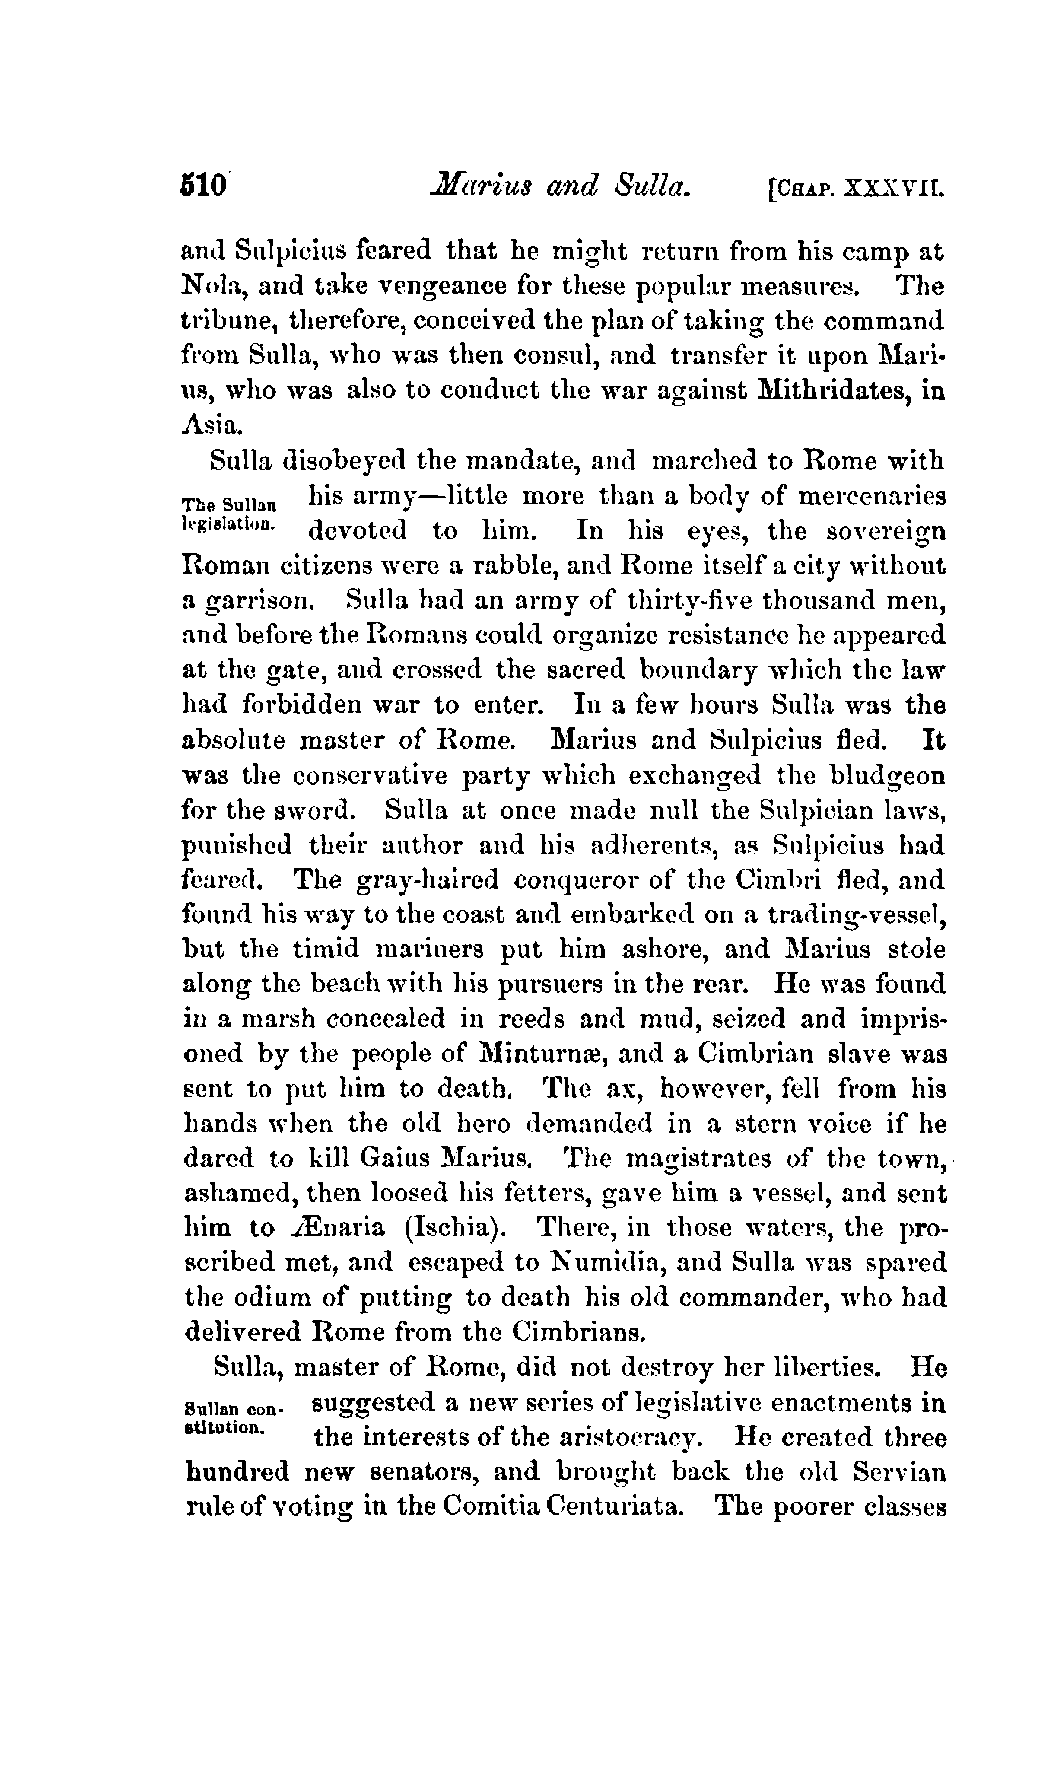 510 Marius and Sulla. [CHAP. XXXVII.
and Sulpicius feared that he might return from his camp at
Nola, and take vengeance for these popular measures. The
tribune, therefore, conceived the plan of taking the command
from Sulla, who was then consul, and transfer it upon Mari-
us, who was also to conduct the war against Mithridates, in
Asia.
Sulla disobeyed the mandate, and marched to Rome with
The Sullan his army—little more than a body of mercenaries
legislation. devoted to him. In his eyes, the sovereign
Roman citizens were a rabble, and Rome itself a city without
a garrison. Sulla had an army of thirty-five thousand men,
and before the Romans could organize resistance he appeared
at the gate, and crossed the sacred boundary which the law
had forbidden war to enter. In a few hours Sulla was the
absolute master of Rome. Marius and Sulpicius fled. It
was the conservative party which exchanged the bludgeon
for the sword. Sulla at once made null the Sulpician laws,
punished their author and his adherents, as Sulpicius had
feared. The gray-haired conqueror of the Cimbri fled, and
found his way to the coast and embarked on a trading-vessel,
but the timid mariners put him ashore, and Marius stole
along the beach with his pursuers in the rear. He was found
in a marsh concealed in reeds and mud, seized and impris-
oned by the people of Minturnæ, and a Cimbrian slave was
sent to put him to death. The ax, however, fell from his
hands when the old hero demanded in a stern voice if he
dared to kill Gaius Marius. The magistrates of the town,
ashamed, then loosed his fetters, gave him a vessel, and sent
him to Ænaria (Ischia). There, in those waters, the pro-
scribed met, and escaped to Numidia, and Sulla was spared
the odium of putting to death his old commander, who had
delivered Rome from the Cimbrians.
Sulla, master of Rome, did not destroy her liberties. He
Sullan con- suggested a new series of legislative enactments in
stitution. the interests of the aristocracy. He created three
hundred new senators, and brought back the old Servian
rule of voting in the Comitia Centuriata. The poorer classes